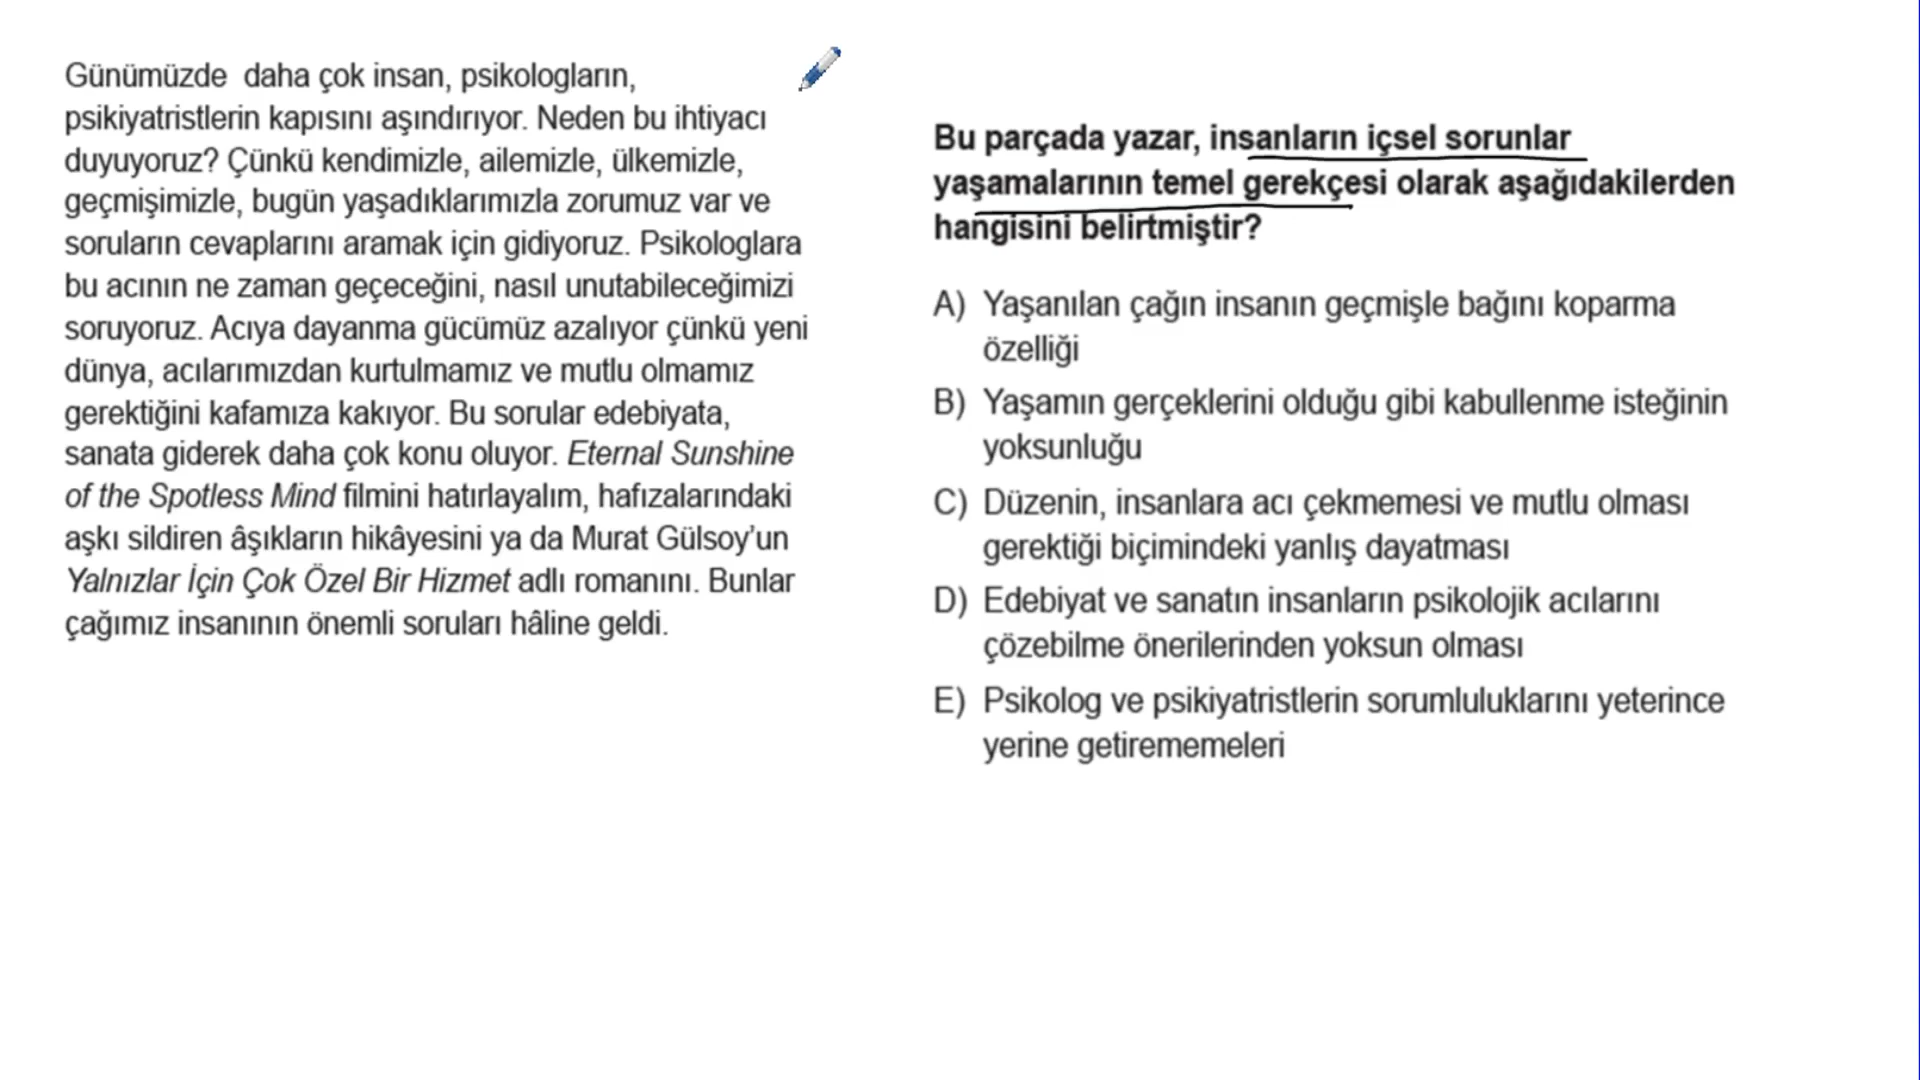 Günümüzde daha çok insan, psikologların,
psikiyatristlerin kapısını aşındırıyor. Neden bu ihtiyacı
duyuyoruz? Çünkü kendimizle, ailemizle, ülkemizle,
geçmişimizle, bugün yaşadıklarımızla zorumuz var ve
soruların cevaplarını aramak için gidiyoruz. Psikologlara
bu acının ne zaman geçeceğini, nasıl unutabileceğimizi
soruyoruz. Acıya dayanma gücümüz azalıyor çünkü yeni
dünya, acılarımızdan kurtulmamız ve mutlu olmamız
gerektiğini kafamıza kakıyor. Bu sorular edebiyata,
sanata giderek daha çok konu oluyor. Eternal Sunshine
of the Spotless Mind filmini hatırlayalım, hafızalarındaki
aşkı sildiren âşıkların hikâyesini ya da Murat Gülsoy’un
Yalnızlar İçin Çok Özel Bir Hizmet adlı romanını. Bunlar
çağımız insanının önemli soruları hâline geldi.
Bu parçada yazar, insanların içsel sorunlar
yaşamalarının temel gerekçesi olarak aşağıdakilerden
hangisini belirtmiştir?
A) Yaşanılan çağın insanın geçmişle bağını koparma
özelliği
B) Yaşamın gerçeklerini olduğu gibi kabullenme isteğinin
yoksunluğu
C) Düzenin, insanlara acı çekmemesi ve mutlu olması
gerektiği biçimindeki yanlış dayatması
D) Edebiyat ve sanatın insanların psikolojik acılarını
çözebilme önerilerinden yoksun olması
E) Psikolog ve psikiyatristlerin sorumluluklarını yeterince
yerine getirememeleri